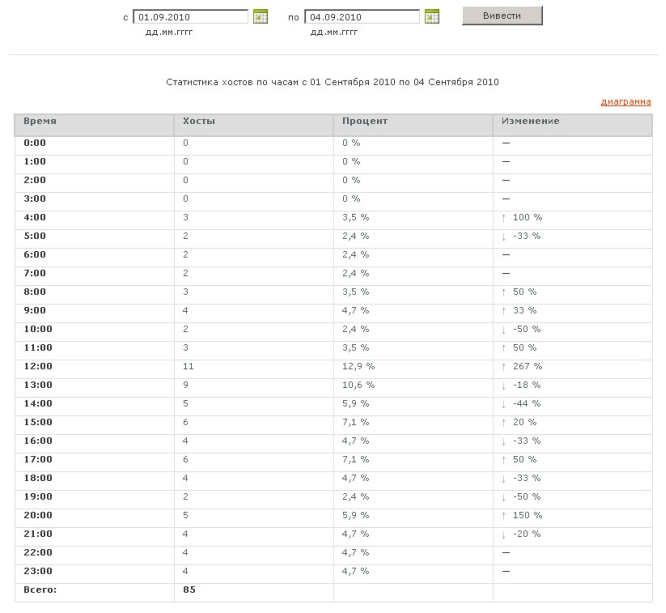 с 01.09.2010 по 04.09.2010 Вивести
дд.мм.гггг дд.мм.гггг
Статистика хостов по часам с 01 Сентября 2010 по 04 Сентября 2010
диаграмма
Время Хосты Процент Изменение
0:00 0 0 % —
1:00 0 0 % —
2:00 0 0 % —
3:00 0 0 % —
4:00 3 3,5 % ↑ 100 %
5:00 2 2,4 % ↓ -33 %
6:00 2 2,4 % —
7:00 2 2,4 % —
8:00 3 3,5 % ↑ 50 %
9:00 4 4,7 % ↑ 33 %
10:00 2 2,4 % ↓ -50 %
11:00 3 3,5 % ↑ 50 %
12:00 11 12,9 % ↑ 267 %
13:00 9 10,6 % ↓ -18 %
14:00 5 5,9 % ↓ -44 %
15:00 6 7,1 % ↑ 20 %
16:00 4 4,7 % ↓ -33 %
17:00 6 7,1 % ↑ 50 %
18:00 4 4,7 % ↓ -33 %
19:00 2 2,4 % ↓ -50 %
20:00 5 5,9 % ↑ 150 %
21:00 4 4,7 % ↓ -20 %
22:00 4 4,7 % —
23:00 4 4,7 % —
Всего: 85